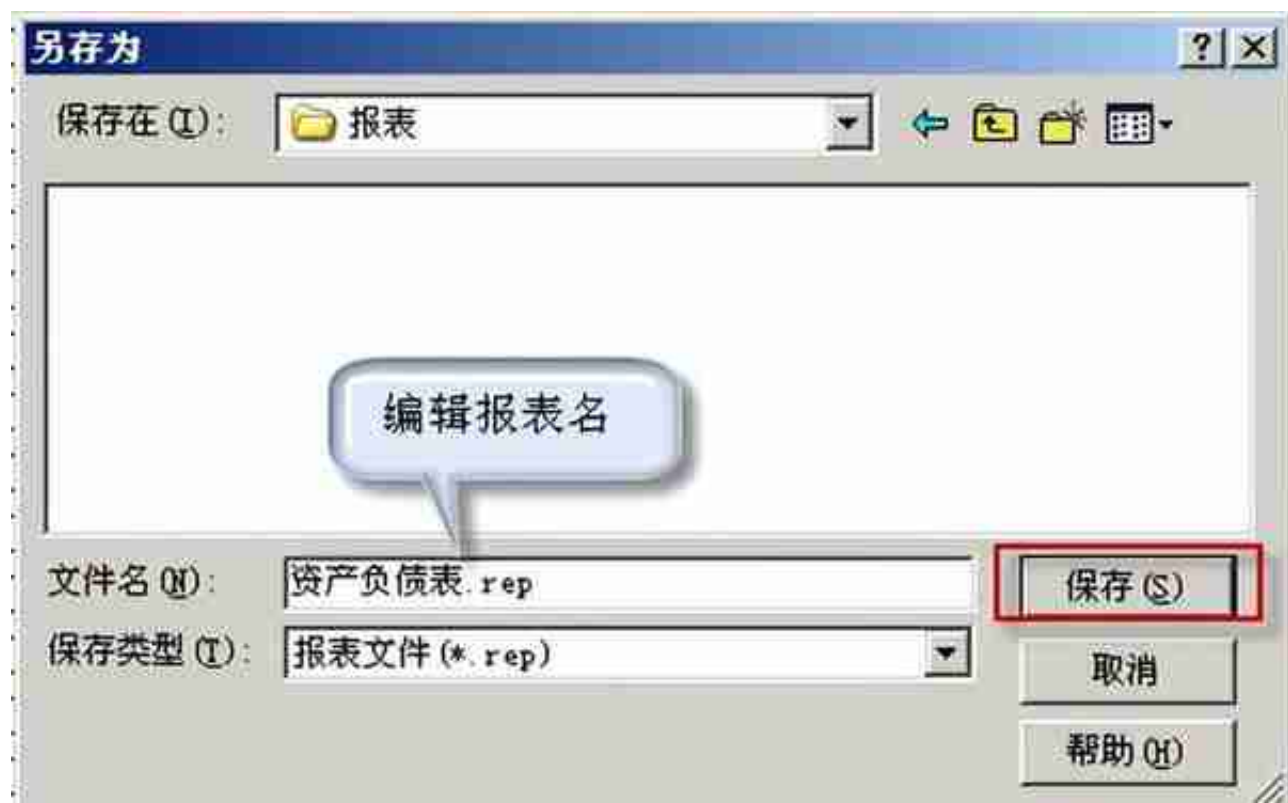 另存为
保存在(I): 报表
编辑报表名
文件名(N): 资产负债表.rep 保存(S)
保存类型(T): 报表文件(*.rep) 取消
帮助(H)